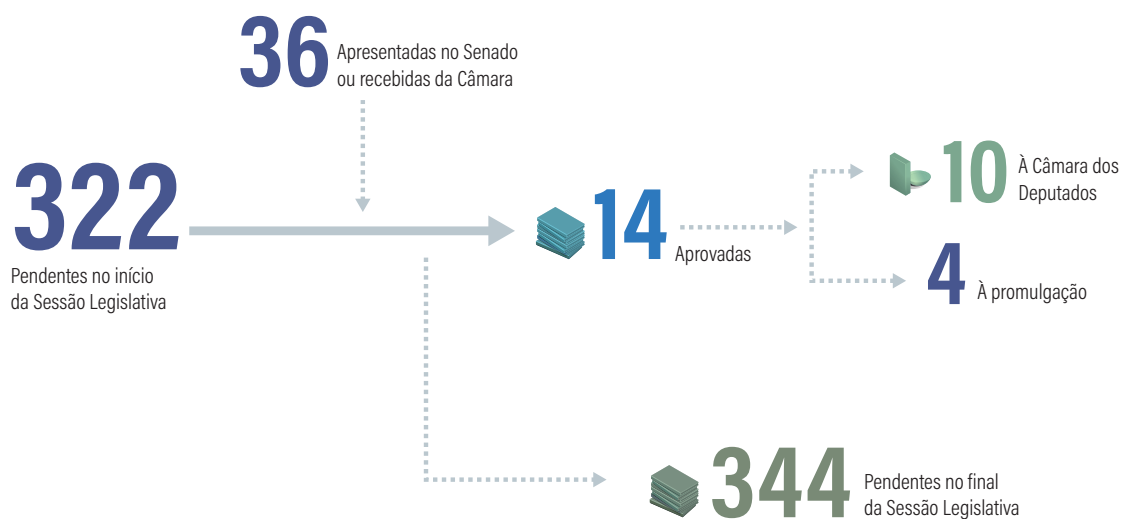 36
Apresentadas no Senado
ou recebidas da Câmara
322
Pendentes no início
da Sessão Legislativa
14
Aprovadas
10
À Câmara dos
Deputados
4
À promulgação
344
Pendentes no final
da Sessão Legislativa